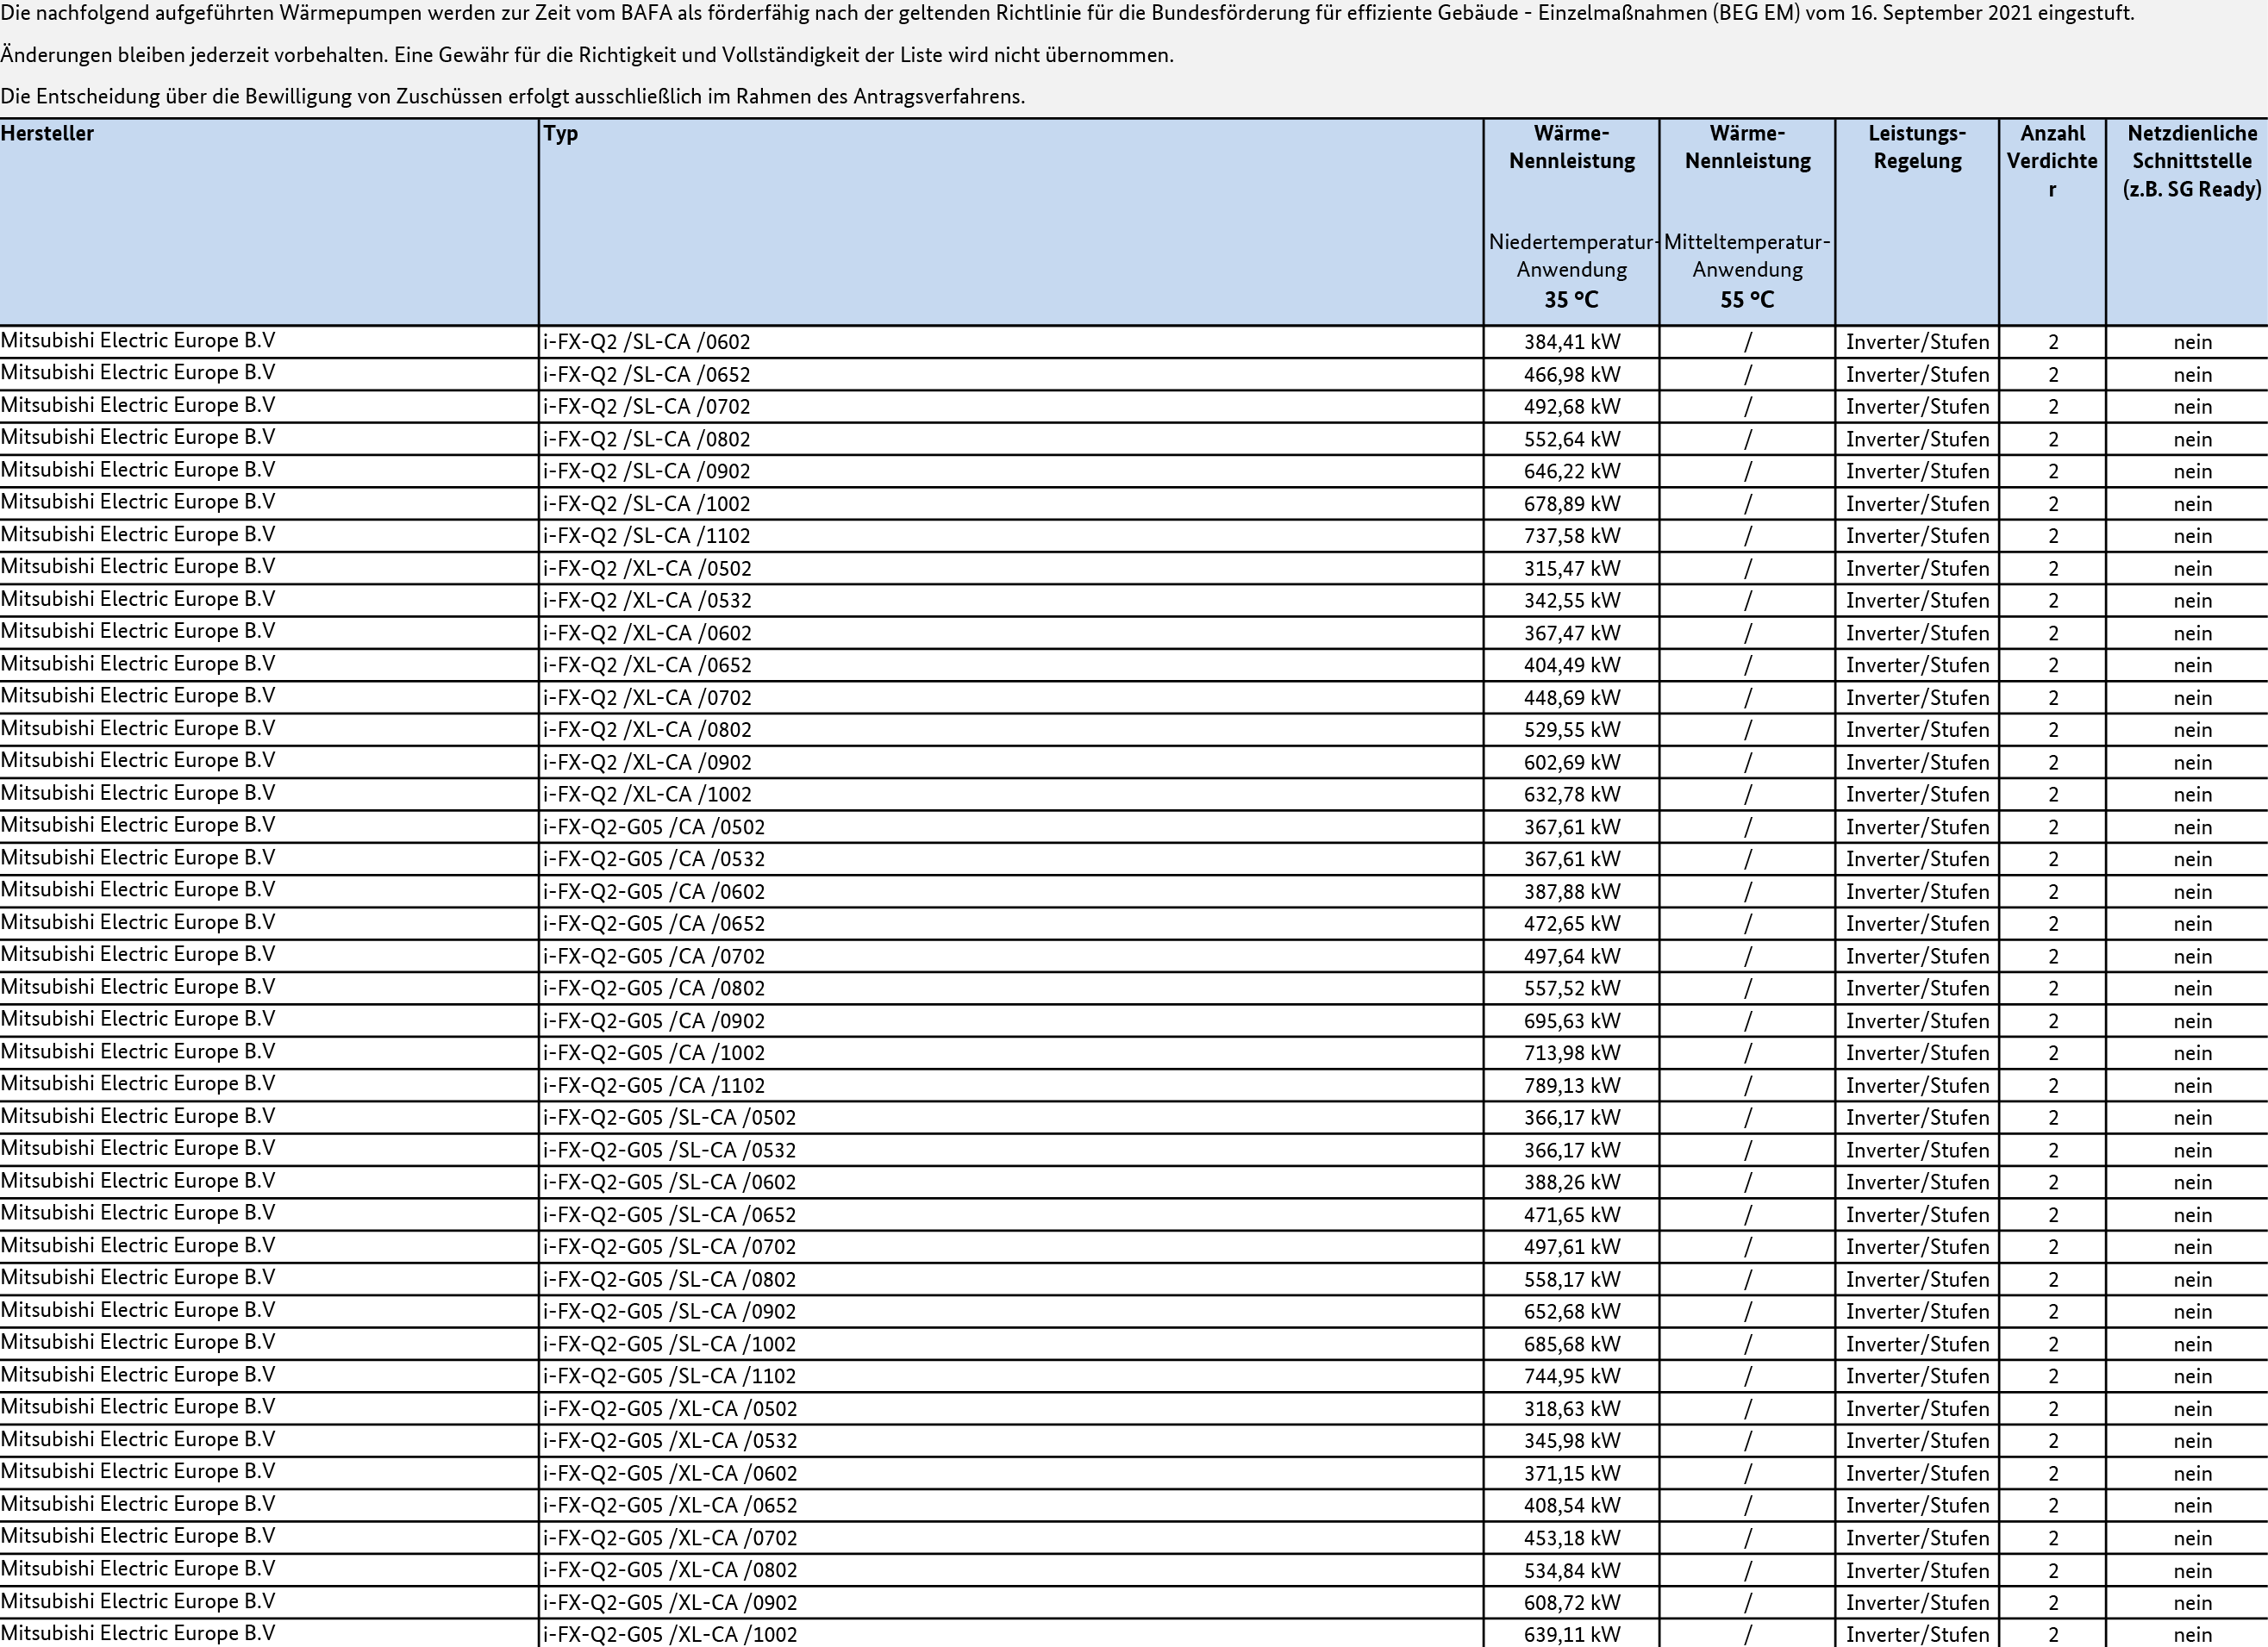 Die nachfolgend aufgeführten Wärmepumpen werden zur Zeit vom BAFA als förderfähig nach der geltenden Richtlinie für die Bundesförderung für effiziente Gebäude - Einzelmaßnahmen (BEG EM) vom 16. September 2021 eingestuft.
Änderungen bleiben jederzeit vorbehalten. Eine Gewähr für die Richtigkeit und Vollständigkeit der Liste wird nicht übernommen.
Die Entscheidung über die Bewilligung von Zuschüssen erfolgt ausschließlich im Rahmen des Antragsverfahrens.
Hersteller Typ Wärme- Wärme- Leistungs- Anzahl Netzdienliche
Nennleistung Nennleistung Regelung Verdichte Schnittstelle
r (z.B. SG Ready)
Niedertemperatur- Mitteltemperatur-
Anwendung Anwendung
35 °C 55 °C
Mitsubishi Electric Europe B.V i-FX-Q2 /SL-CA /0602 384,41 kW / Inverter/Stufen 2 nein
Mitsubishi Electric Europe B.V i-FX-Q2 /SL-CA /0652 466,98 kW / Inverter/Stufen 2 nein
Mitsubishi Electric Europe B.V i-FX-Q2 /SL-CA /0702 492,68 kW / Inverter/Stufen 2 nein
Mitsubishi Electric Europe B.V i-FX-Q2 /SL-CA /0802 552,64 kW / Inverter/Stufen 2 nein
Mitsubishi Electric Europe B.V i-FX-Q2 /SL-CA /0902 646,22 kW / Inverter/Stufen 2 nein
Mitsubishi Electric Europe B.V i-FX-Q2 /SL-CA /1002 678,89 kW / Inverter/Stufen 2 nein
Mitsubishi Electric Europe B.V i-FX-Q2 /SL-CA /1102 737,58 kW / Inverter/Stufen 2 nein
Mitsubishi Electric Europe B.V i-FX-Q2 /XL-CA /0502 315,47 kW / Inverter/Stufen 2 nein
Mitsubishi Electric Europe B.V i-FX-Q2 /XL-CA /0532 342,55 kW / Inverter/Stufen 2 nein
Mitsubishi Electric Europe B.V i-FX-Q2 /XL-CA /0602 367,47 kW / Inverter/Stufen 2 nein
Mitsubishi Electric Europe B.V i-FX-Q2 /XL-CA /0652 404,49 kW / Inverter/Stufen 2 nein
Mitsubishi Electric Europe B.V i-FX-Q2 /XL-CA /0702 448,69 kW / Inverter/Stufen 2 nein
Mitsubishi Electric Europe B.V i-FX-Q2 /XL-CA /0802 529,55 kW / Inverter/Stufen 2 nein
Mitsubishi Electric Europe B.V i-FX-Q2 /XL-CA /0902 602,69 kW / Inverter/Stufen 2 nein
Mitsubishi Electric Europe B.V i-FX-Q2 /XL-CA /1002 632,78 kW / Inverter/Stufen 2 nein
Mitsubishi Electric Europe B.V i-FX-Q2-G05 /CA /0502 367,61 kW / Inverter/Stufen 2 nein
Mitsubishi Electric Europe B.V i-FX-Q2-G05 /CA /0532 367,61 kW / Inverter/Stufen 2 nein
Mitsubishi Electric Europe B.V i-FX-Q2-G05 /CA /0602 387,88 kW / Inverter/Stufen 2 nein
Mitsubishi Electric Europe B.V i-FX-Q2-G05 /CA /0652 472,65 kW / Inverter/Stufen 2 nein
Mitsubishi Electric Europe B.V i-FX-Q2-G05 /CA /0702 497,64 kW / Inverter/Stufen 2 nein
Mitsubishi Electric Europe B.V i-FX-Q2-G05 /CA /0802 557,52 kW / Inverter/Stufen 2 nein
Mitsubishi Electric Europe B.V i-FX-Q2-G05 /CA /0902 695,63 kW / Inverter/Stufen 2 nein
Mitsubishi Electric Europe B.V i-FX-Q2-G05 /CA /1002 713,98 kW / Inverter/Stufen 2 nein
Mitsubishi Electric Europe B.V i-FX-Q2-G05 /CA /1102 789,13 kW / Inverter/Stufen 2 nein
Mitsubishi Electric Europe B.V i-FX-Q2-G05 /SL-CA /0502 366,17 kW / Inverter/Stufen 2 nein
Mitsubishi Electric Europe B.V i-FX-Q2-G05 /SL-CA /0532 366,17 kW / Inverter/Stufen 2 nein
Mitsubishi Electric Europe B.V i-FX-Q2-G05 /SL-CA /0602 388,26 kW / Inverter/Stufen 2 nein
Mitsubishi Electric Europe B.V i-FX-Q2-G05 /SL-CA /0652 471,65 kW / Inverter/Stufen 2 nein
Mitsubishi Electric Europe B.V i-FX-Q2-G05 /SL-CA /0702 497,61 kW / Inverter/Stufen 2 nein
Mitsubishi Electric Europe B.V i-FX-Q2-G05 /SL-CA /0802 558,17 kW / Inverter/Stufen 2 nein
Mitsubishi Electric Europe B.V i-FX-Q2-G05 /SL-CA /0902 652,68 kW / Inverter/Stufen 2 nein
Mitsubishi Electric Europe B.V i-FX-Q2-G05 /SL-CA /1002 685,68 kW / Inverter/Stufen 2 nein
Mitsubishi Electric Europe B.V i-FX-Q2-G05 /SL-CA /1102 744,95 kW / Inverter/Stufen 2 nein
Mitsubishi Electric Europe B.V i-FX-Q2-G05 /XL-CA /0502 318,63 kW / Inverter/Stufen 2 nein
Mitsubishi Electric Europe B.V i-FX-Q2-G05 /XL-CA /0532 345,98 kW / Inverter/Stufen 2 nein
Mitsubishi Electric Europe B.V i-FX-Q2-G05 /XL-CA /0602 371,15 kW / Inverter/Stufen 2 nein
Mitsubishi Electric Europe B.V i-FX-Q2-G05 /XL-CA /0652 408,54 kW / Inverter/Stufen 2 nein
Mitsubishi Electric Europe B.V i-FX-Q2-G05 /XL-CA /0702 453,18 kW / Inverter/Stufen 2 nein
Mitsubishi Electric Europe B.V i-FX-Q2-G05 /XL-CA /0802 534,84 kW / Inverter/Stufen 2 nein
Mitsubishi Electric Europe B.V i-FX-Q2-G05 /XL-CA /0902 608,72 kW / Inverter/Stufen 2 nein
Mitsubishi Electric Europe B.V i-FX-Q2-G05 /XL-CA /1002 639,11 kW / Inverter/Stufen 2 nein